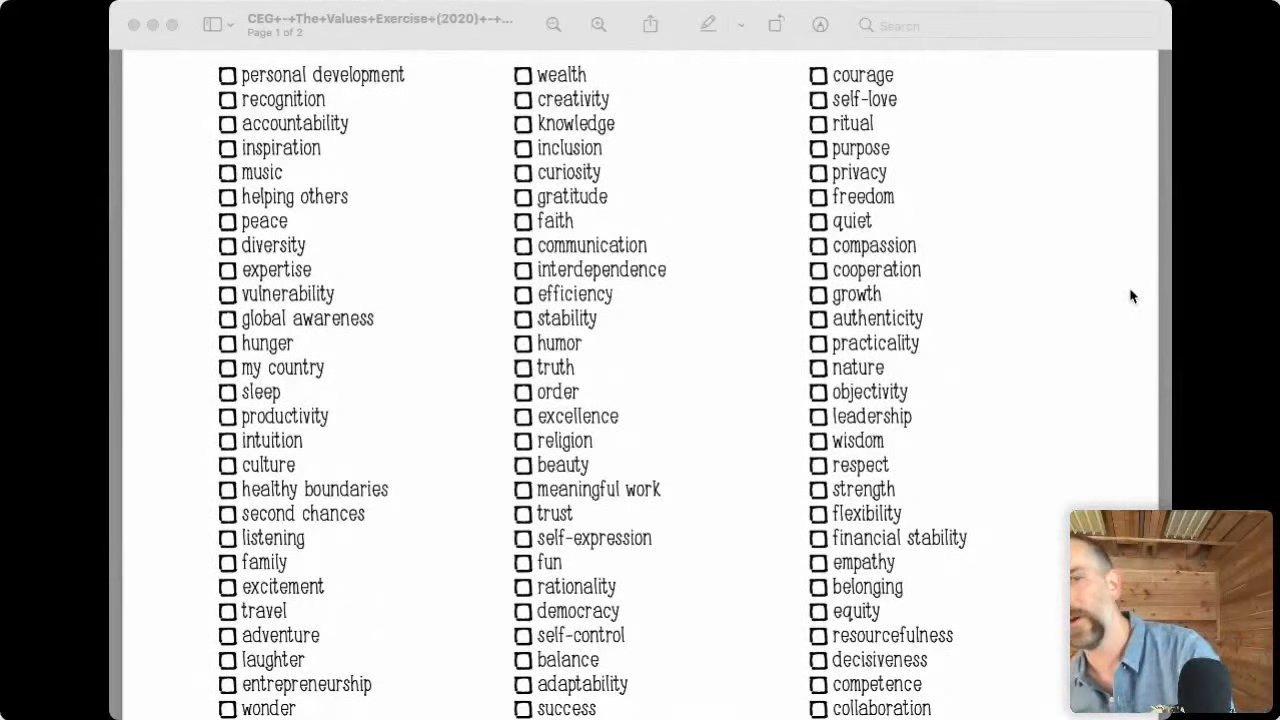 CEG+-+The+Values+Exercise+(2020)+-+...
Page 1 of 2
Search
personal development
recognition
accountability
inspiration
music
helping others
peace
diversity
expertise
vulnerability
global awareness
hunger
my country
sleep
productivity
intuition
culture
healthy boundaries
second chances
listening
family
excitement
travel
adventure
laughter
entrepreneurship
wonder
wealth
creativity
knowledge
inclusion
curiosity
gratitude
faith
communication
interdependence
efficiency
stability
humor
truth
order
excellence
religion
beauty
meaningful work
trust
self-expression
fun
rationality
democracy
self-control
balance
adaptability
success
courage
self-love
ritual
purpose
privacy
freedom
quiet
compassion
cooperation
growth
authenticity
practicality
nature
objectivity
leadership
wisdom
respect
strength
flexibility
financial stability
empathy
belonging
equity
resourcefulness
decisiveness
competence
collaboration